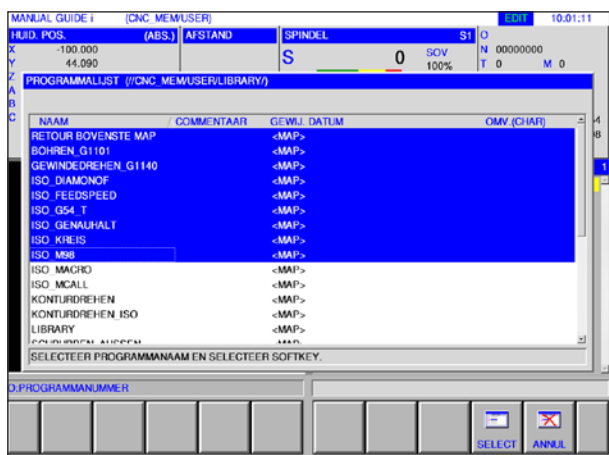 MANUAL GUIDE i (CNC_MEM/USER) EDIT 10:01:11
HUID. POS. (ABS.) AFSTAND SPINDEL S1 O
X -100.000 S 0 SOV 100% N 00000000
Y 44.090 T 0 M 0
Z
A
B
C
PROGRAMMALIJST (//CNC_MEM/USER/LIBRARY/)
NAAM / COMMENTAAR GEWIJ. DATUM OMV.(CHAR)
RETOUR BOVENSTE MAP <MAP>
BOHREN_G1101 <MAP>
GEWINDEDREHEN_G1140 <MAP>
ISO_DIAMONOF <MAP>
ISO_FEEDSPEED <MAP>
ISO_G54_T <MAP>
ISO_GENAUHALT <MAP>
ISO_KREIS <MAP>
ISO_M98 <MAP>
ISO_MACRO <MAP>
ISO_MCALL <MAP>
KONTURDREHEN <MAP>
KONTURDREHEN_ISO <MAP>
LIBRARY <MAP>
SELECTEER PROGRAMMANAAM EN SELECTEER SOFTKEY.
O:PROGRAMMANUMMER
SELECT ANNUL